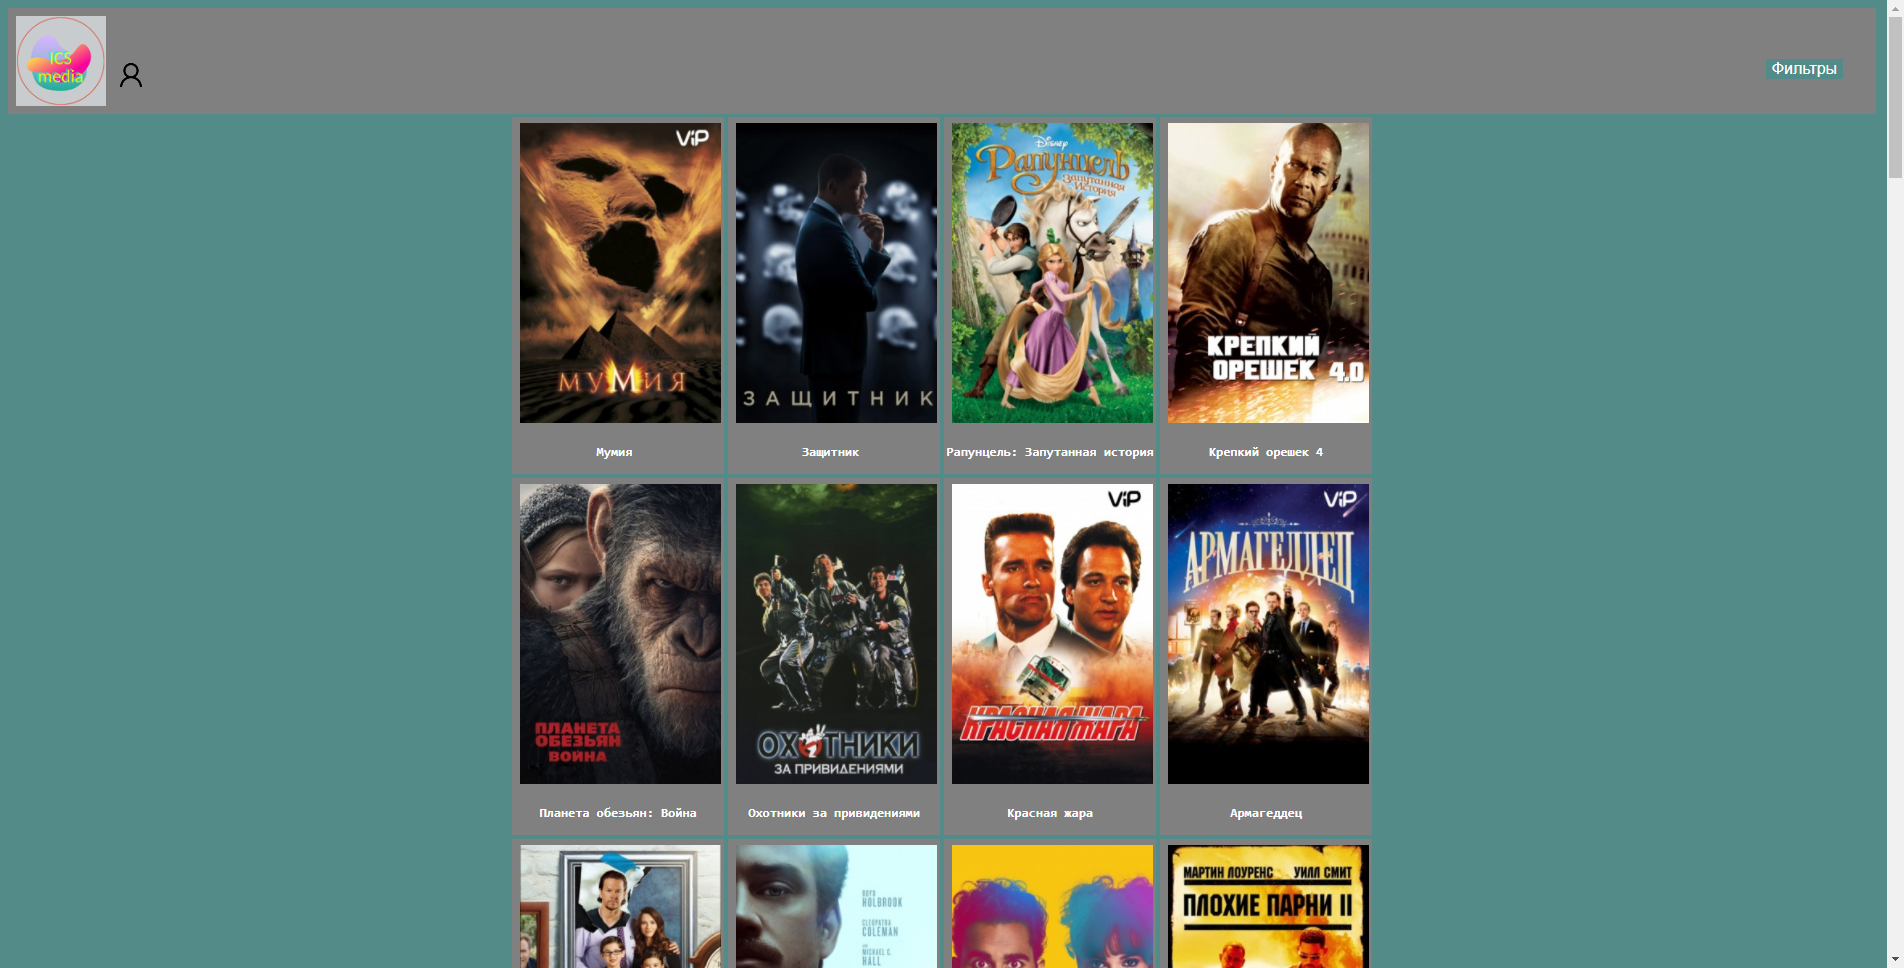 ICS
media
Фильтры
ViP
МУМИЯ
Мумия
ЗАЩИТНИК
Защитник
Disney
Рапунцель
Запутанная
История
Рапунцель: Запутанная история
КРЕПКИЙ
ОРЕШЕК 4.0
Крепкий орешек 4
ПЛАНЕТА
ОБЕЗЬЯН
ВОЙНА
Планета обезьян: Война
ОХОТНИКИ
ЗА ПРИВИДЕНИЯМИ
Охотники за привидениями
ViP
КРАСНАЯ ЖАРА
Красная жара
ViP
АРМАГЕДДЕЦ
Армагеддец
BOYD
HOLBROOK
CLEOPATRA
COLEMAN
MICHAEL C.
HALL
МАРТИН ЛОУРЕНС УИЛЛ СМИТ
ПЛОХИЕ ПАРНИ II